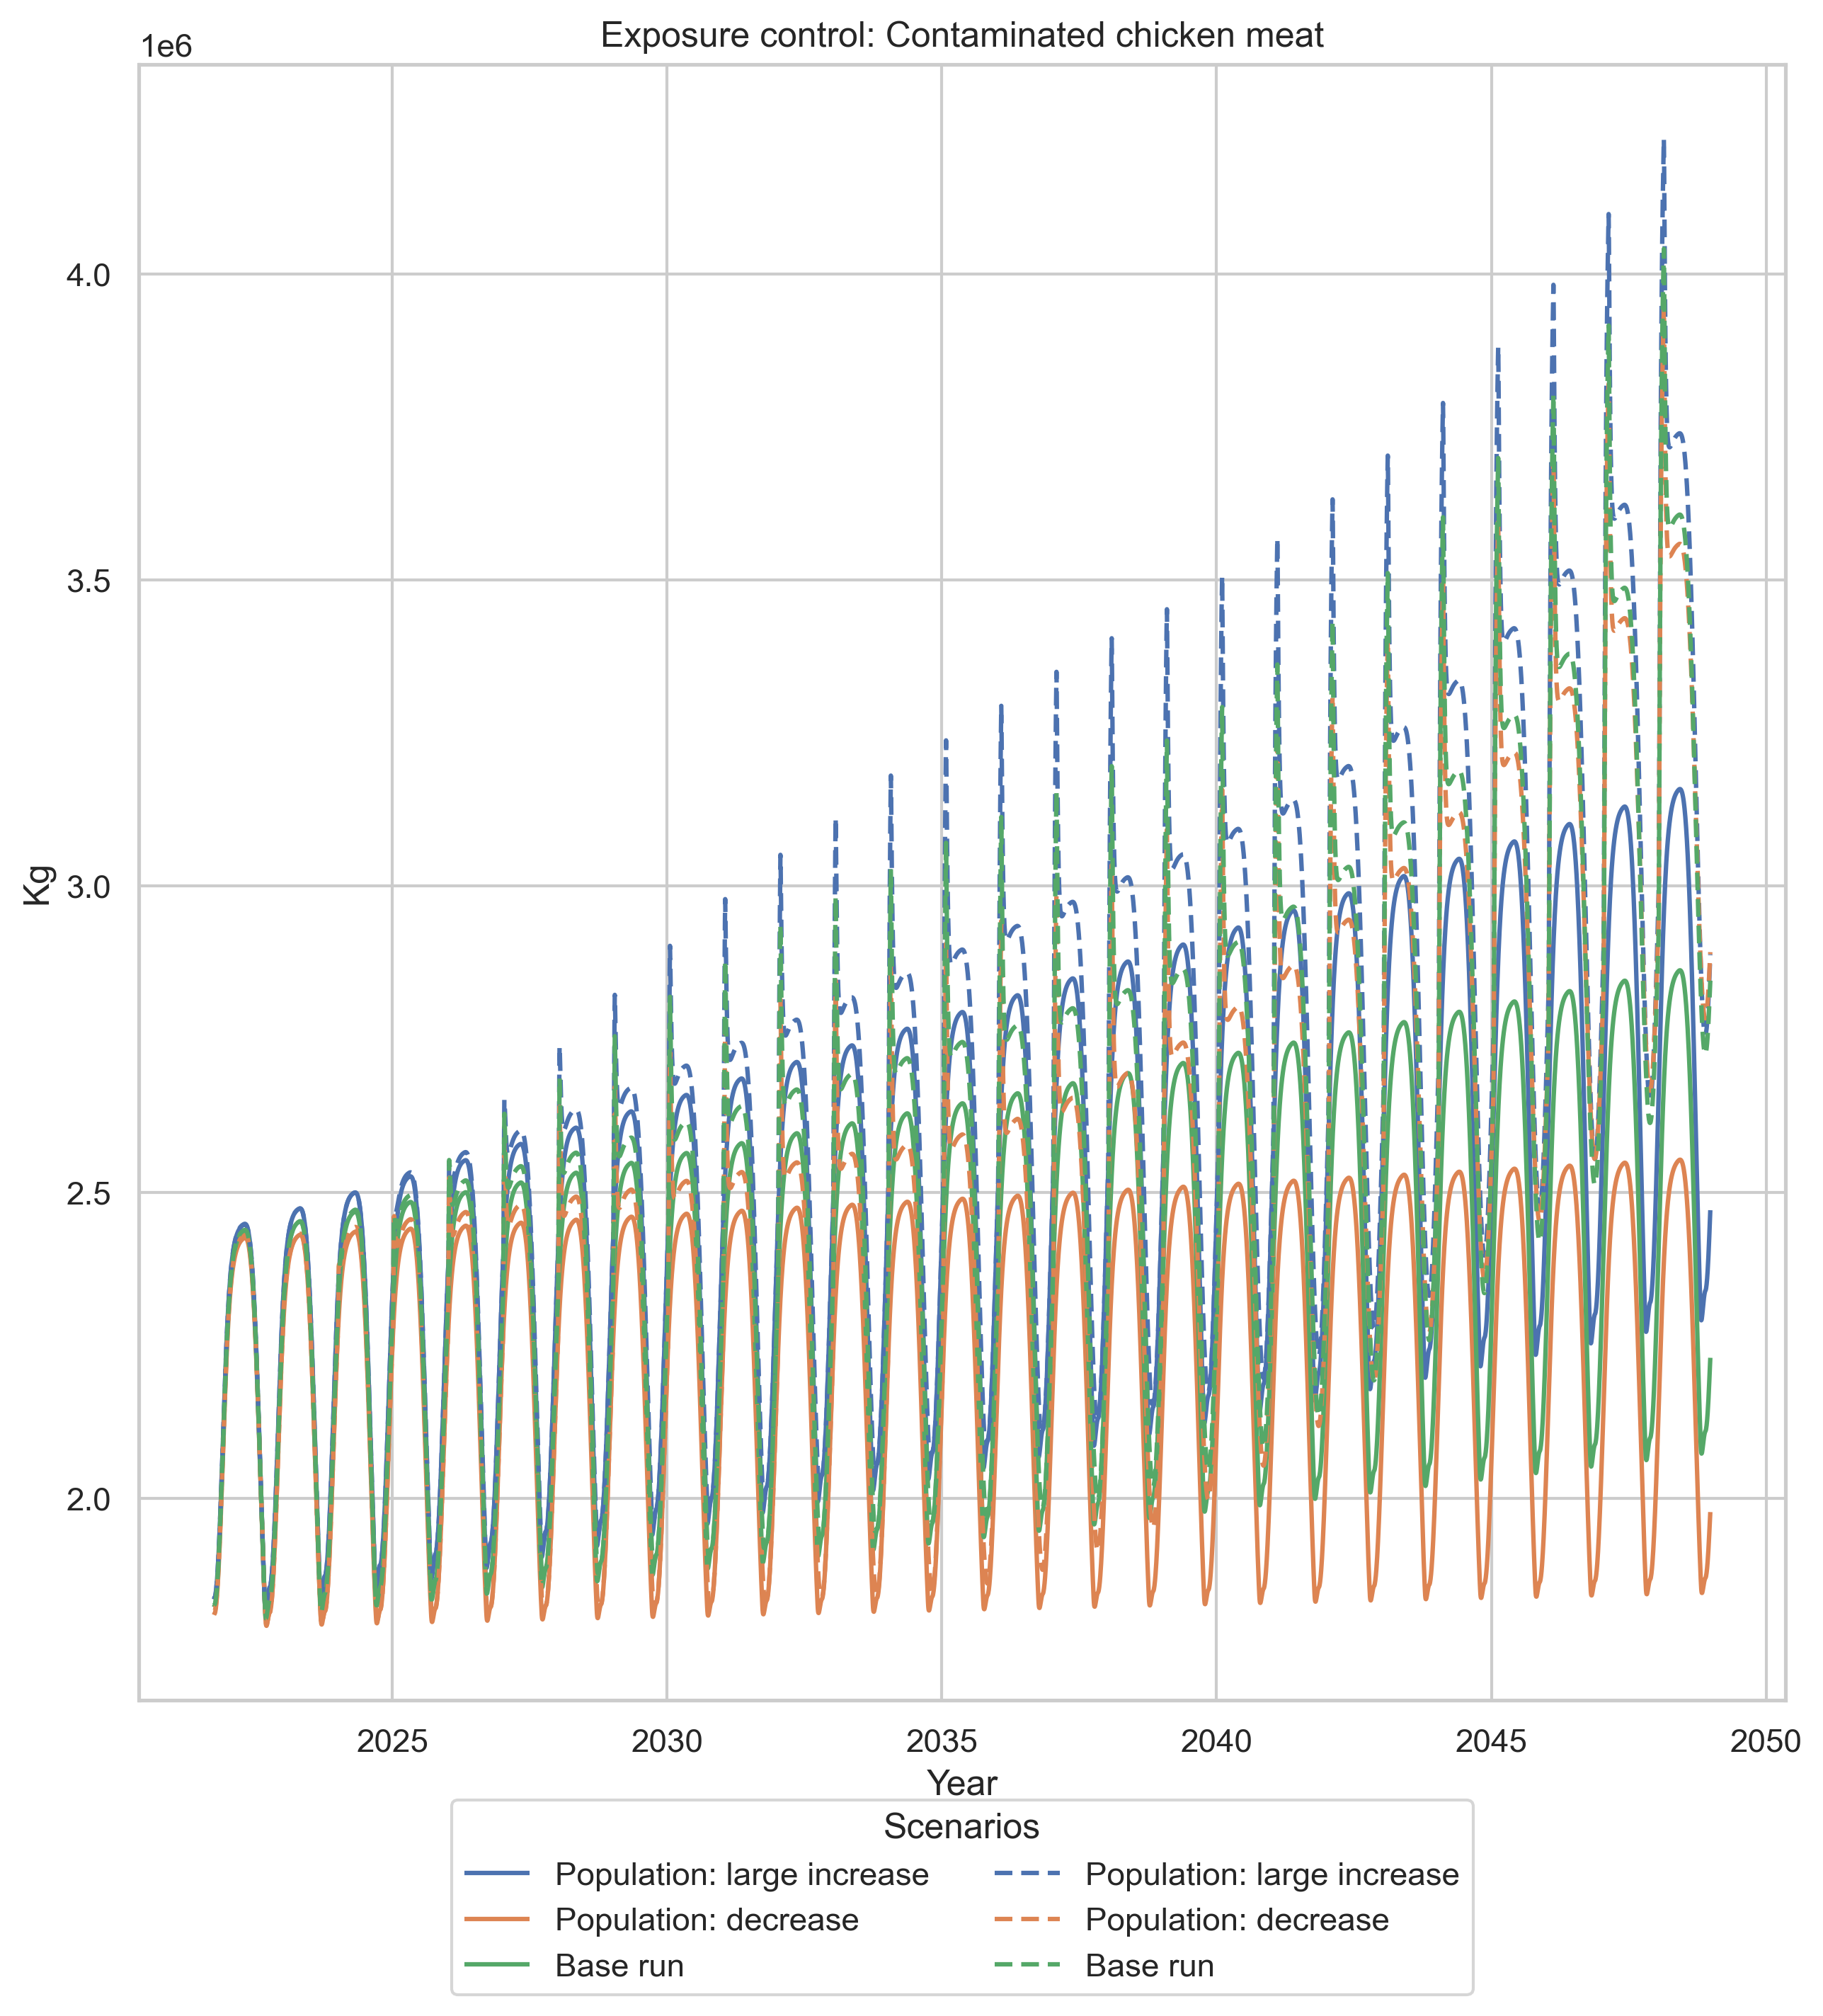 Exposure control: Contaminated chicken meat
1e6
4.0
3.5
3.0
2.5
2.0
Kg
2025 2030 2035 2040 2045 2050
Year
Scenarios
Population: large increase Population: large increase
Population: decrease Population: decrease
Base run Base run